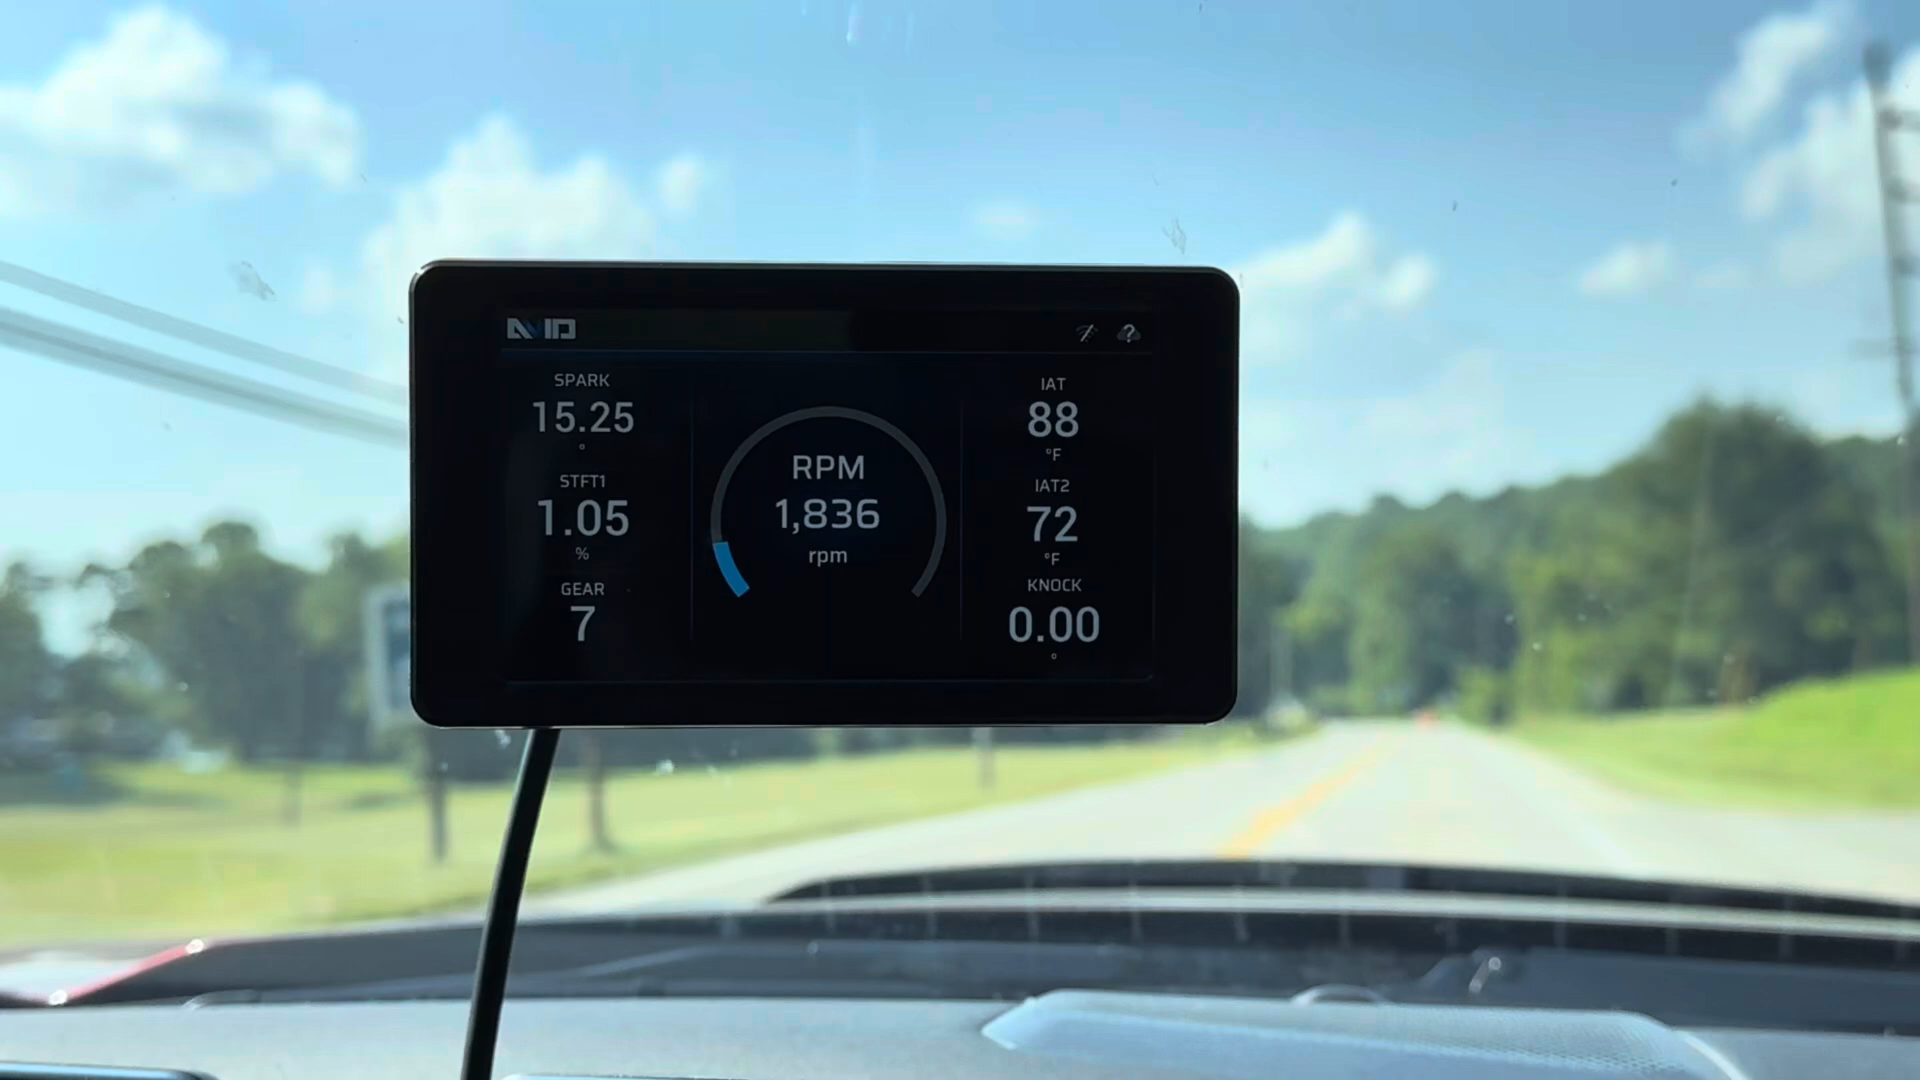 AVID
SPARK
15.25
°
STFT1
1.05
%
GEAR
7
RPM
1,836
rpm
IAT
88
°F
IAT2
72
°F
KNOCK
0.00
°